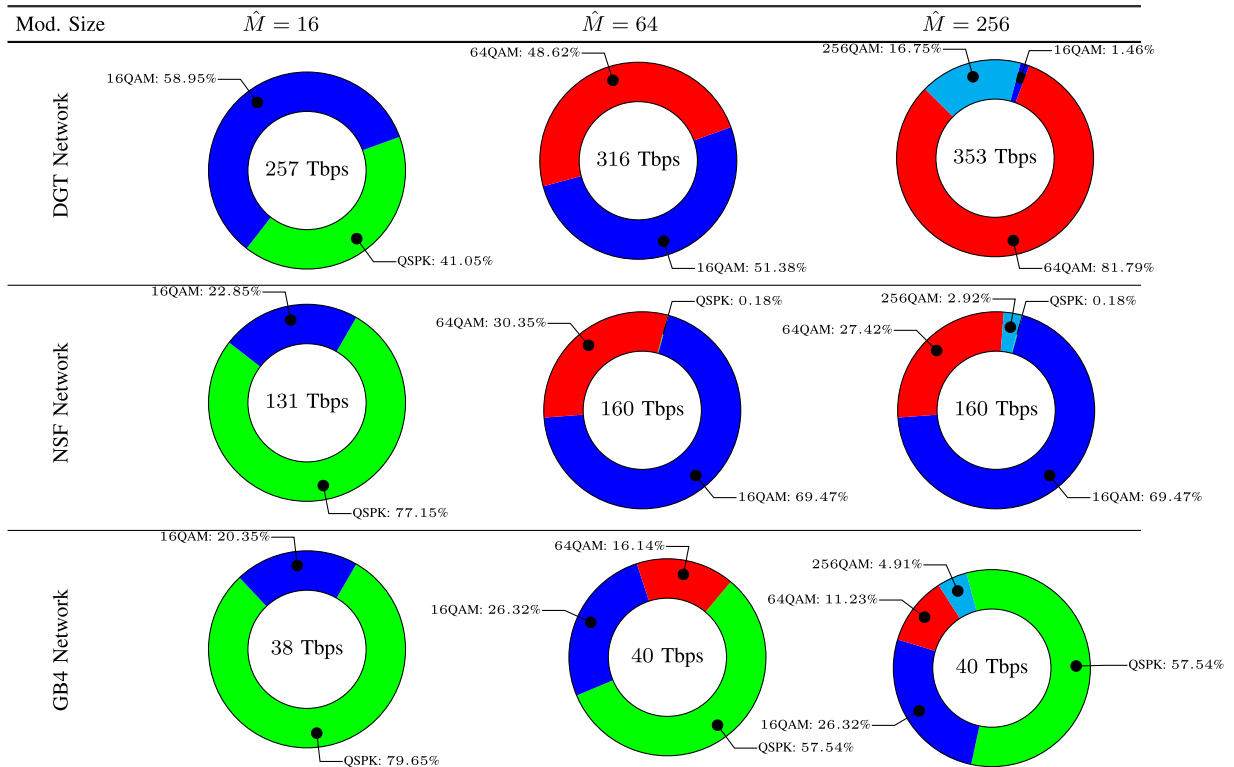 Mod. Size M̂ = 16 M̂ = 64 M̂ = 256
DGT Network
16QAM: 58.95%
257 Tbps
QSPK: 41.05%
64QAM: 48.62%
316 Tbps
16QAM: 51.38%
256QAM: 16.75%
16QAM: 1.46%
353 Tbps
64QAM: 81.79%
NSF Network
16QAM: 22.85%
131 Tbps
QSPK: 77.15%
QSPK: 0.18%
64QAM: 30.35%
160 Tbps
16QAM: 69.47%
256QAM: 2.92%
QSPK: 0.18%
64QAM: 27.42%
160 Tbps
16QAM: 69.47%
GB4 Network
16QAM: 20.35%
38 Tbps
QSPK: 79.65%
64QAM: 16.14%
16QAM: 26.32%
40 Tbps
QSPK: 57.54%
256QAM: 4.91%
64QAM: 11.23%
40 Tbps
QSPK: 57.54%
16QAM: 26.32%